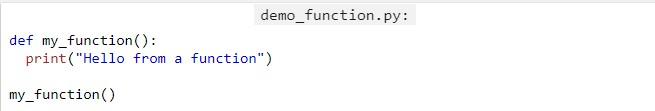 demo_function.py:
def my_function():
  print("Hello from a function")
my_function()